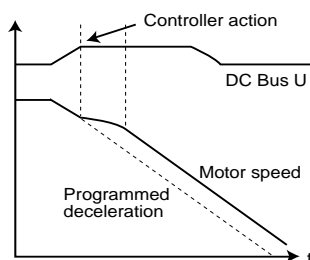 Controller action
DC Bus U
Motor speed
Programmed
deceleration
t